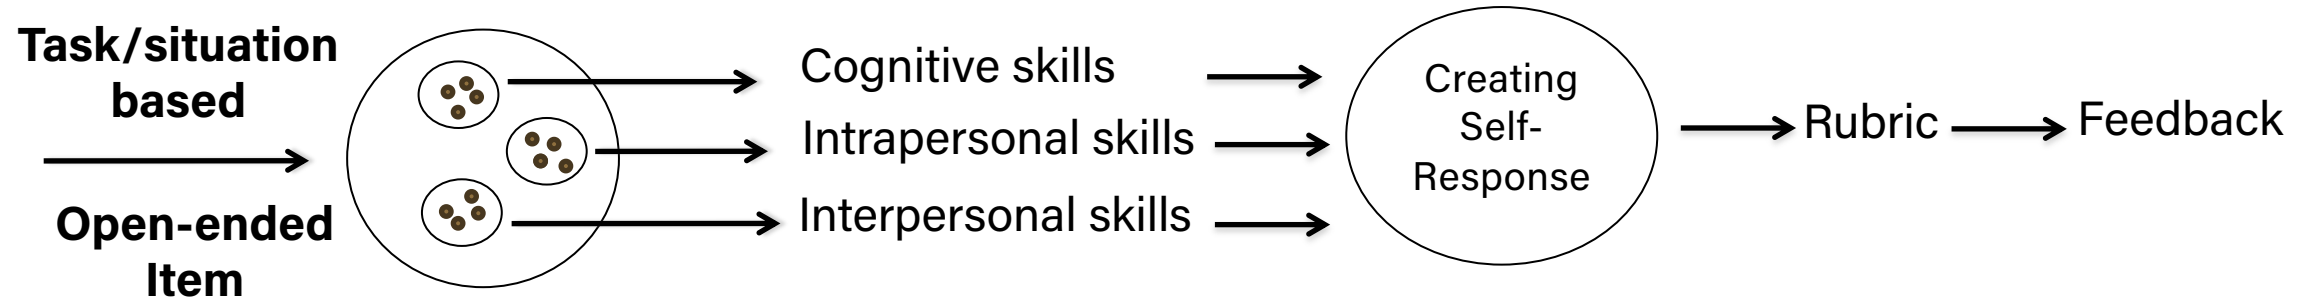 Task/situation
based
Open-ended
Item
Cognitive skills
Intrapersonal skills
Interpersonal skills
Creating
Self-
Response
Rubric
Feedback